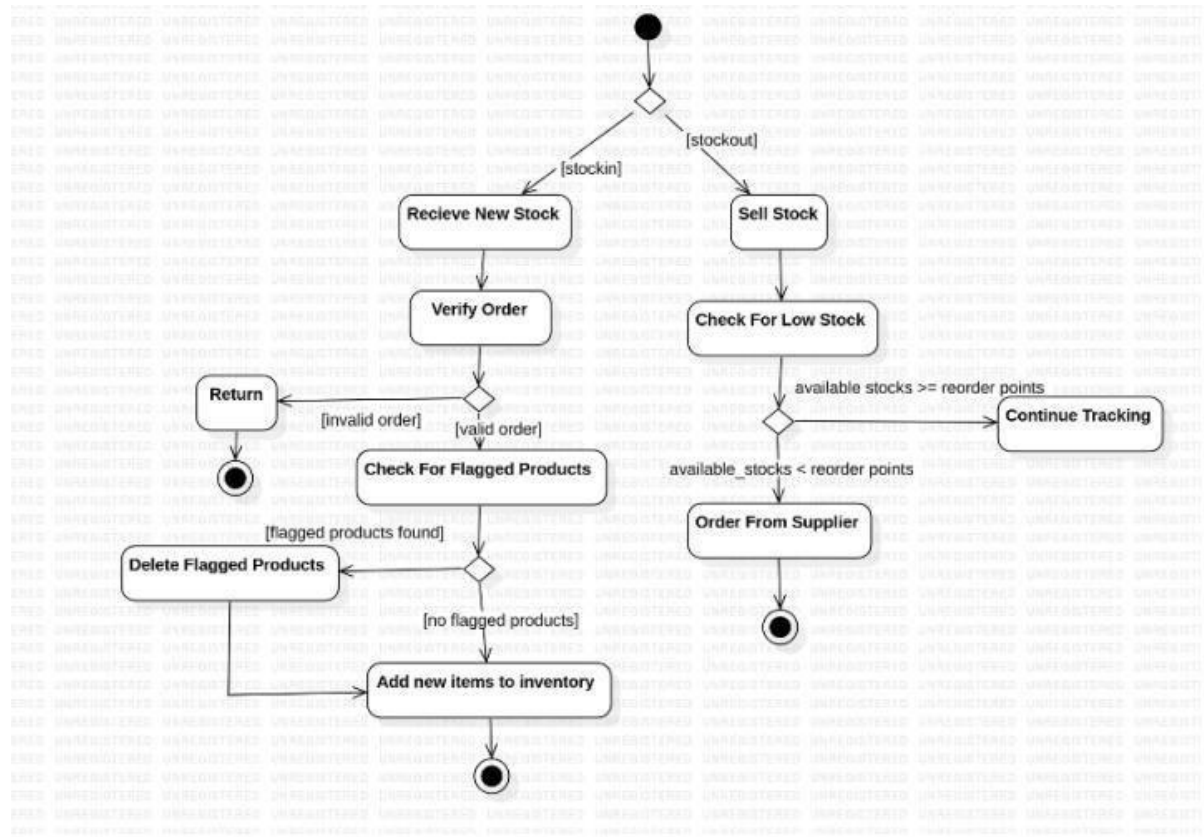 [stockout]
[stockin]
Recieve New Stock
Sell Stock
Verify Order
Check For Low Stock
available stocks >= reorder points
Return
[invalid order]
[valid order]
Continue Tracking
Check For Flagged Products
available_stocks < reorder points
Order From Supplier
[flagged products found]
Delete Flagged Products
[no flagged products]
Add new items to inventory
UNREGISTERED